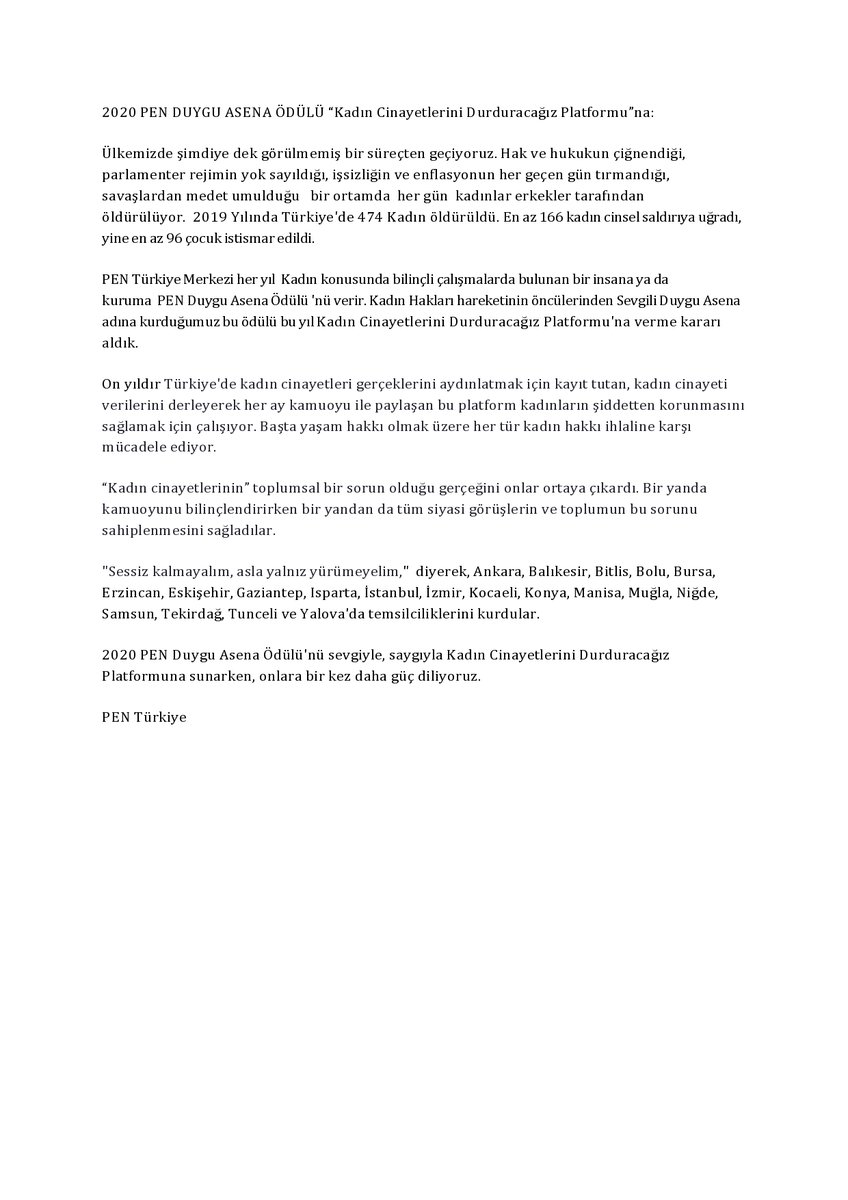 2020 PEN DUYGU ASENA ÖDÜLÜ “Kadın Cinayetlerini Durduracağız Platformu”na:
Ülkemizde şimdiye dek görülmemiş bir süreçten geçiyoruz. Hak ve hukukun çiğnendiği,
parlamenter rejimin yok sayıldığı, işsizliğin ve enflasyonun her geçen gün tırmandığı,
savaşlardan medet umulduğu bir ortamda her gün kadınlar erkekler tarafından
öldürülüyor. 2019 Yılında Türkiye'de 474 Kadın öldürüldü. En az 166 kadın cinsel saldırıya uğradı,
yine en az 96 çocuk istismar edildi.
PEN Türkiye Merkezi her yıl Kadın konusunda bilinçli çalışmalarda bulunan bir insana ya da
kuruma PEN Duygu Asena Ödülü 'nü verir. Kadın Hakları hareketinin öncülerinden Sevgili Duygu Asena
adına kurduğumuz bu ödülü bu yıl Kadın Cinayetlerini Durduracağız Platformu'na verme kararı
aldık.
On yıldır Türkiye'de kadın cinayetleri gerçeklerini aydınlatmak için kayıt tutan, kadın cinayeti
verilerini derleyerek her ay kamuoyu ile paylaşan bu platform kadınların şiddetten korunmasını
sağlamak için çalışıyor. Başta yaşam hakkı olmak üzere her tür kadın hakkı ihlaline karşı
mücadele ediyor.
“Kadın cinayetlerinin” toplumsal bir sorun olduğu gerçeğini onlar ortaya çıkardı. Bir yanda
kamuoyunu bilinçlendirirken bir yandan da tüm siyasi görüşlerin ve toplumun bu sorunu
sahiplenmesini sağladılar.
"Sessiz kalmayalım, asla yalnız yürümeyelim," diyerek, Ankara, Balıkesir, Bitlis, Bolu, Bursa,
Erzincan, Eskişehir, Gaziantep, Isparta, İstanbul, İzmir, Kocaeli, Konya, Manisa, Muğla, Niğde,
Samsun, Tekirdağ, Tunceli ve Yalova'da temsilciliklerini kurdular.
2020 PEN Duygu Asena Ödülü'nü sevgiyle, saygıyla Kadın Cinayetlerini Durduracağız
Platformuna sunarken, onlara bir kez daha güç diliyoruz.
PEN Türkiye